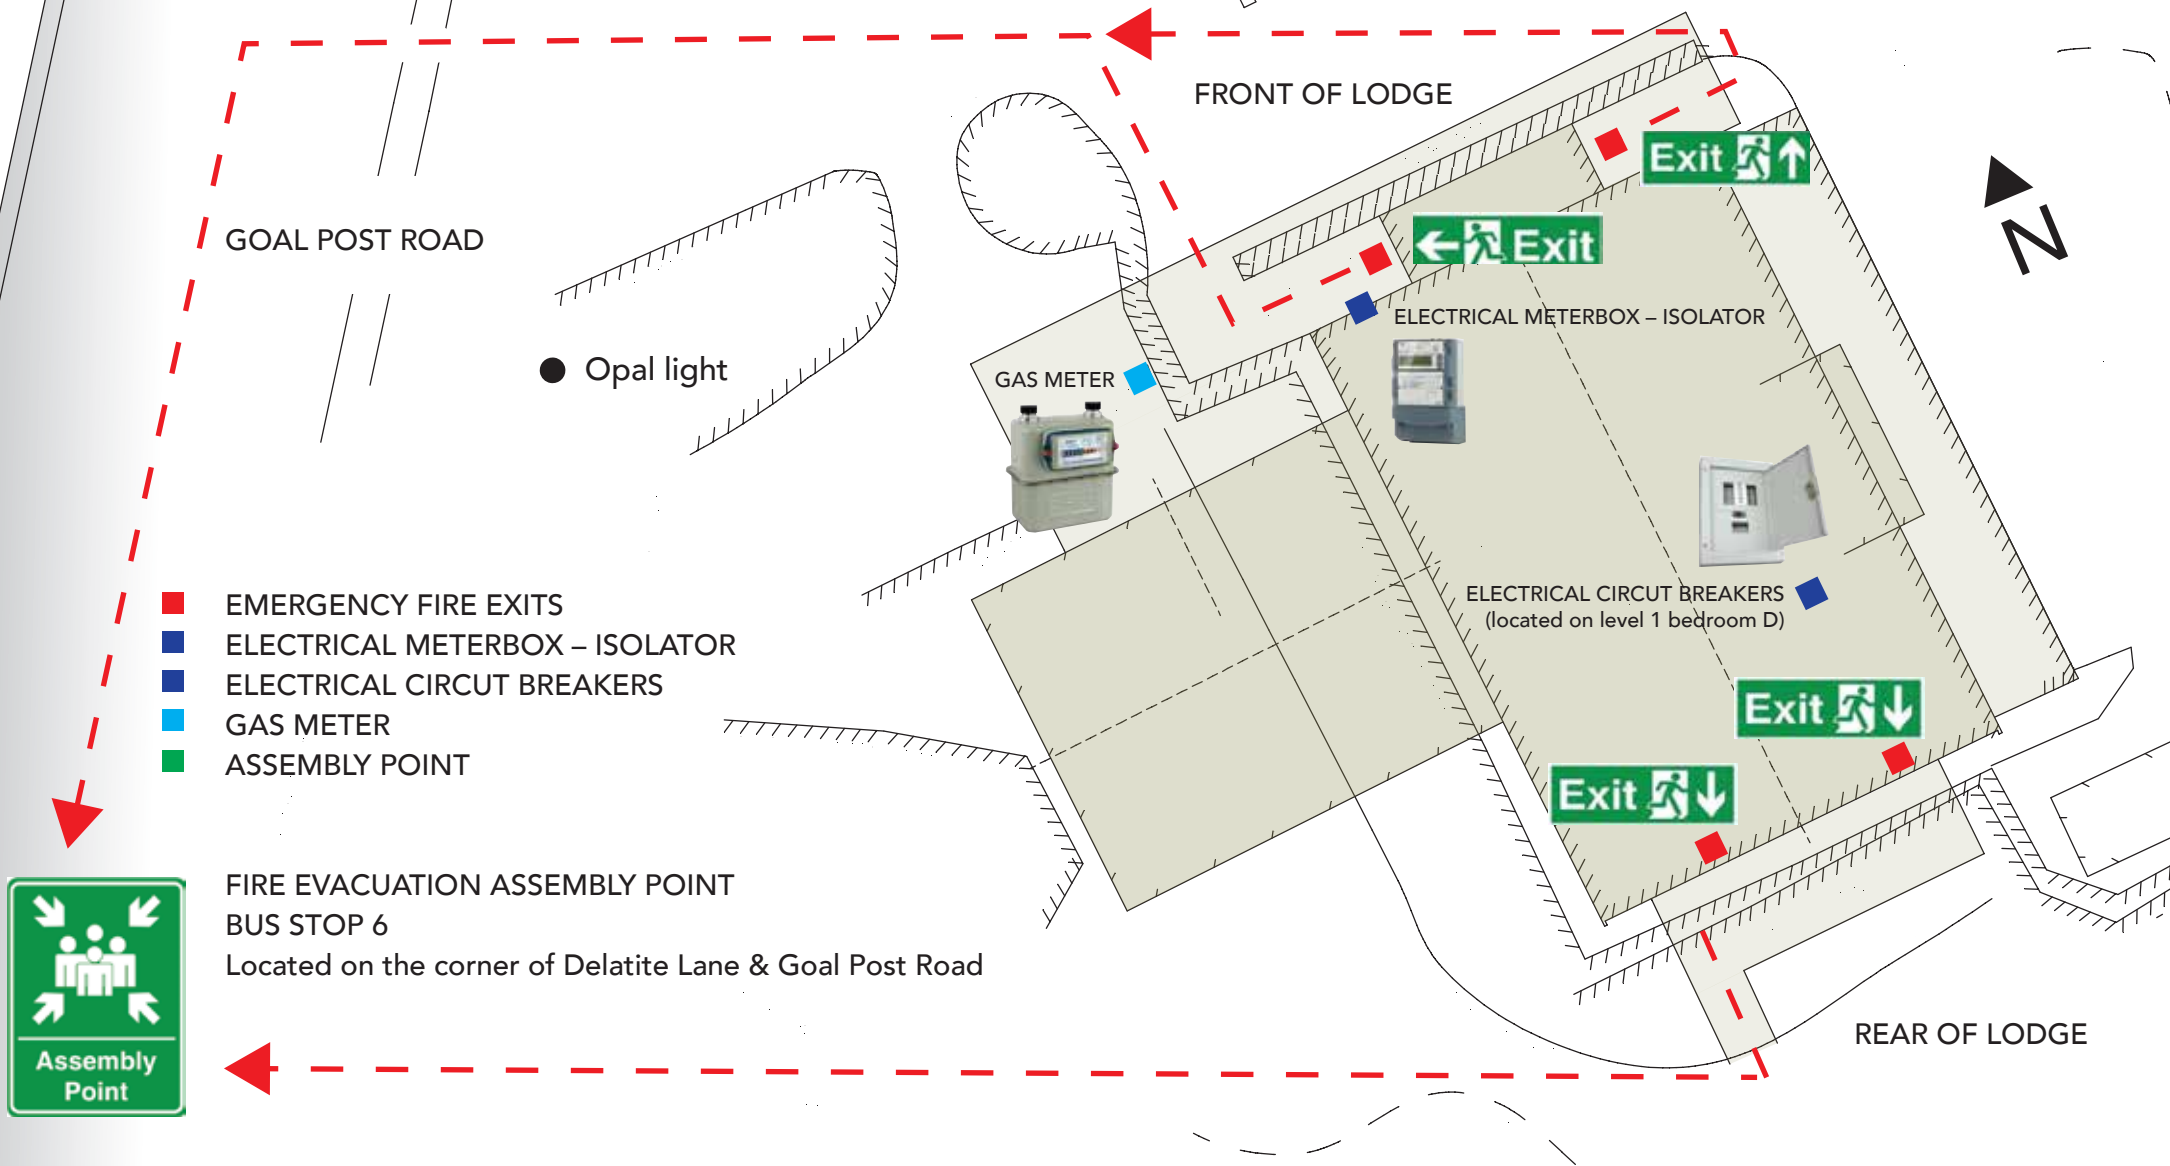 FRONT OF LODGE
Exit
GOAL POST ROAD
Exit
N
ELECTRICAL METERBOX – ISOLATOR
Opal light
GAS METER
ELECTRICAL CIRCUT BREAKERS
(located on level 1 bedroom D)
EMERGENCY FIRE EXITS
ELECTRICAL METERBOX – ISOLATOR
ELECTRICAL CIRCUT BREAKERS
GAS METER
ASSEMBLY POINT
Exit
Exit
FIRE EVACUATION ASSEMBLY POINT
BUS STOP 6
Located on the corner of Delatite Lane & Goal Post Road
REAR OF LODGE
Assembly
Point